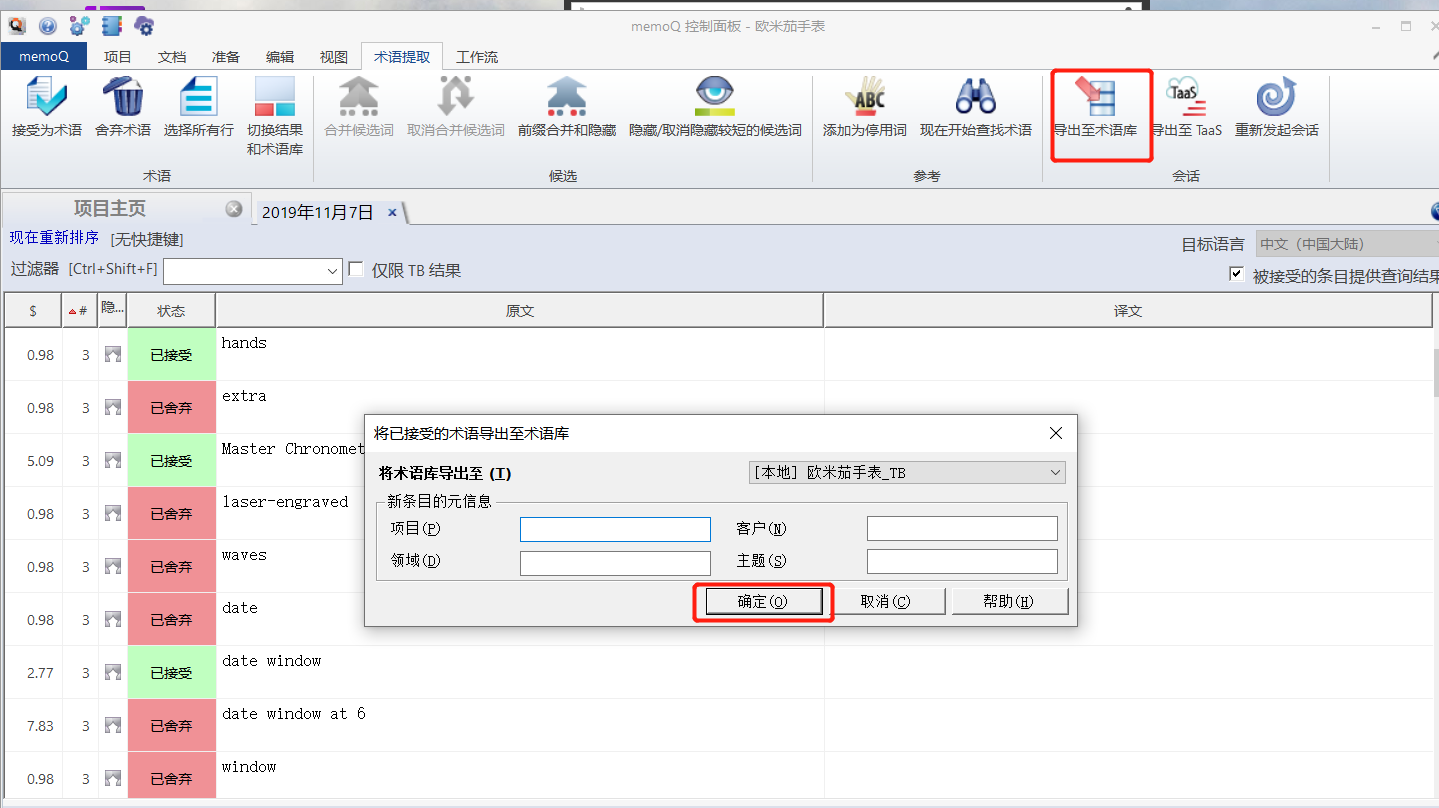 memoQ 控制面板 - 欧米茄手表
memoQ 项目 文档 准备 编辑 视图 术语提取 工作流
接受为术语 舍弃术语 选择所有行 切换结果和术语库 合并候选词 取消合并候选词 前缀合并和隐藏 隐藏/取消隐藏较短的候选词 添加为停用词 现在开始查找术语 导出至术语库 导出至 TaaS 重新发起会话
术语 候选 参考 会话
项目主页 2019年11月7日
现在重新排序 [无快捷键]
目标语言 中文（中国大陆）
过滤器 [Ctrl+Shift+F] 仅限 TB 结果
被接受的条目提供查询结果
$ # 隐... 状态 原文 译文
0.98 3 已接受 hands
0.98 3 已舍弃 extra
5.09 3 已接受 Master Chronomet
0.98 3 已舍弃 laser-engraved
0.98 3 已舍弃 waves
0.98 3 已舍弃 date
2.77 3 已接受 date window
7.83 3 已舍弃 date window at 6
0.98 3 已舍弃 window
将已接受的术语导出至术语库
将术语库导出至 (T) [本地] 欧米茄手表_TB
新条目的元信息
项目(P) 客户(N)
领域(D) 主题(S)
确定(O) 取消(C) 帮助(H)